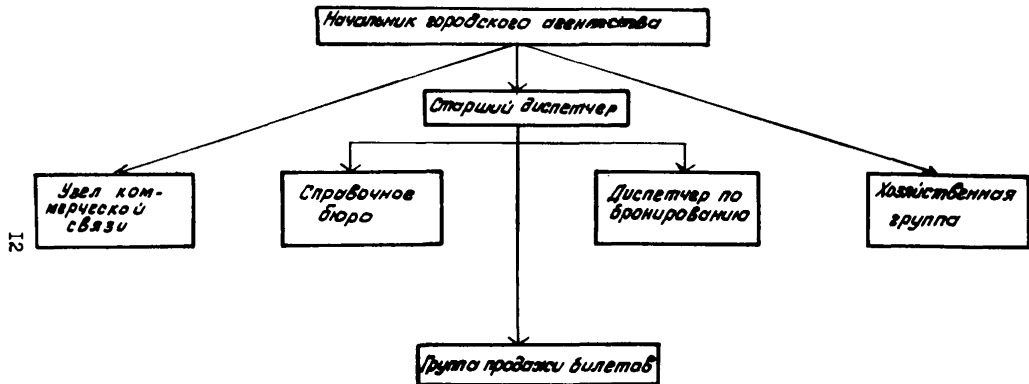 Начальник городского агентства
Старший диспетчер
Узел ком-
мерческой
связи
Справочное
бюро
Диспетчер по
бронированию
Хозяйственная
группа
I2
Группа продажи билетов